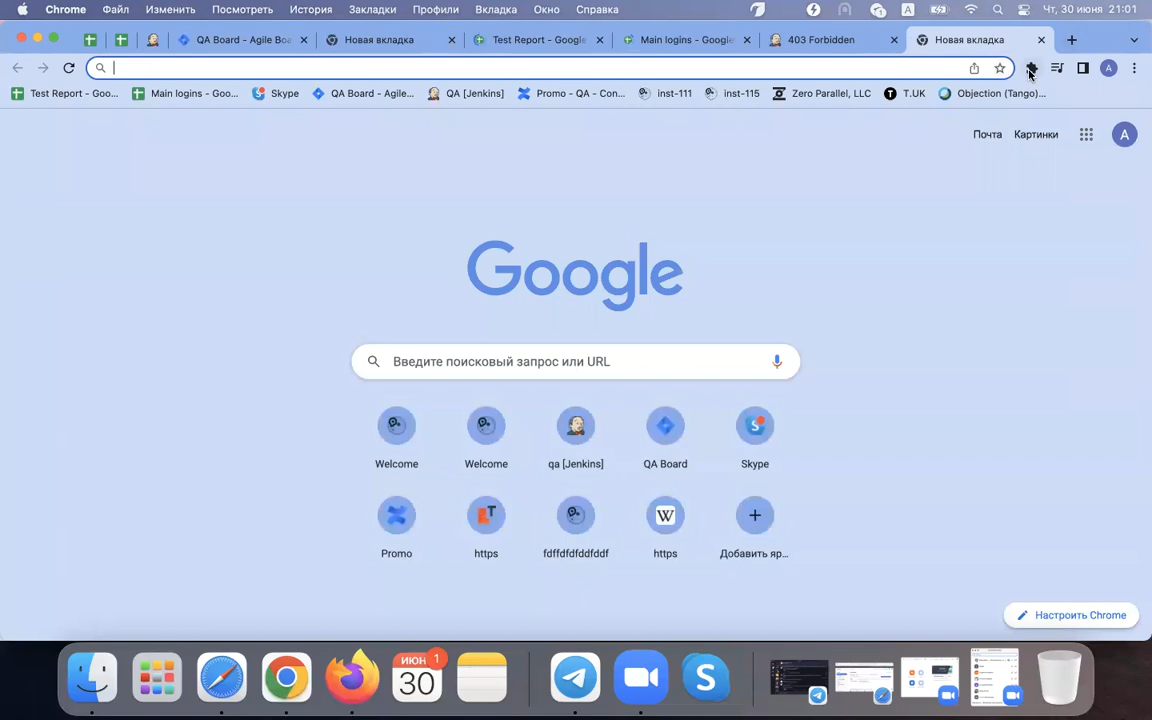 Chrome Файл Изменить Посмотреть История Закладки Профили Вкладка Окно Справка A Чт, 30 июня 21:01
QA Board - Agile Boa Новая вкладка Test Report - Google Main logins - Google 403 Forbidden Новая вкладка
A
Test Report - Goo... Main logins - Goo... Skype QA Board - Agile... QA [Jenkins] Promo - QA - Con... inst-111 inst-115 Zero Parallel, LLC T.UK Objection (Tango)...
Почта Картинки A
Google
Введите поисковый запрос или URL
Welcome Welcome qa [Jenkins] QA Board Skype
Promo https fdffdfdfddfddf https Добавить яр...
Настроить Chrome
ИЮН 1
30